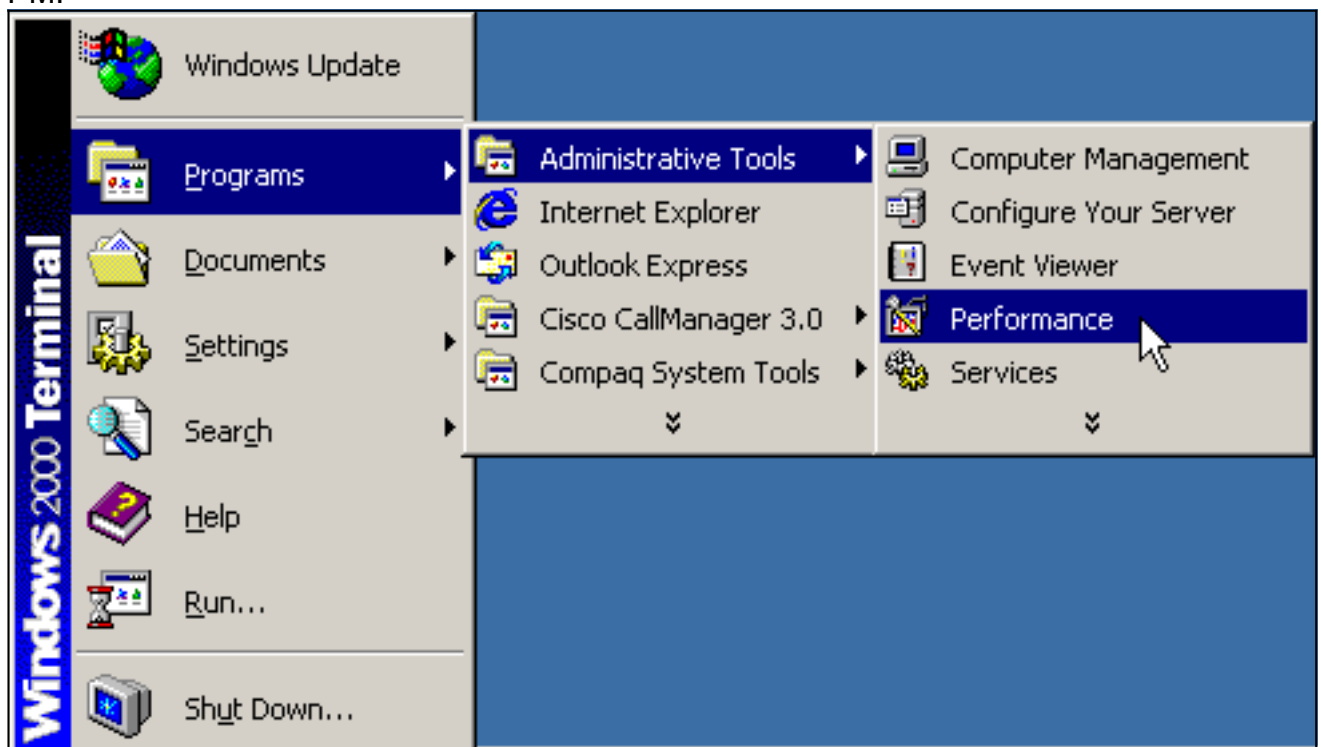 Windows Update
Programs
Documents
Settings
Search
Help
Run...
Shut Down...
Administrative Tools
Internet Explorer
Outlook Express
Cisco CallManager 3.0
Compaq System Tools
Computer Management
Configure Your Server
Event Viewer
Performance
Services
Windows 2000 Terminal